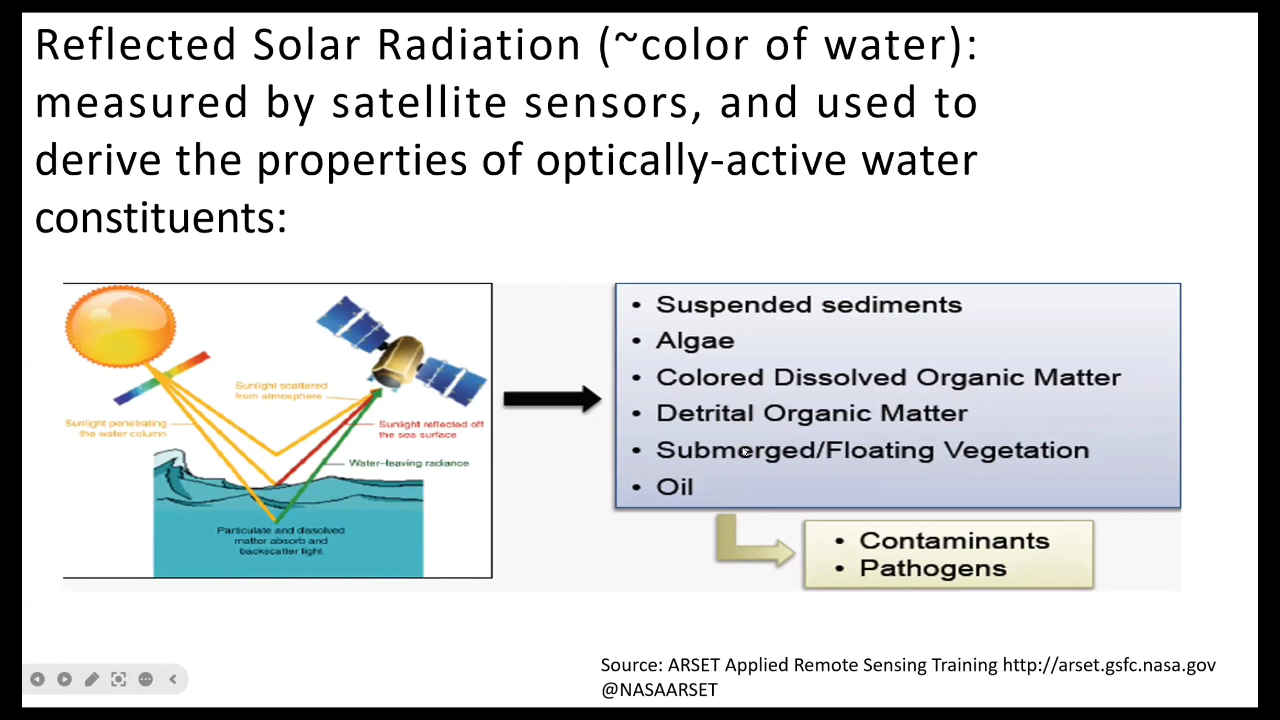 Reflected Solar Radiation (~color of water):
measured by satellite sensors, and used to
derive the properties of optically-active water
constituents:
Sunlight scattered
from atmosphere
Sunlight penetrating
the water column
Sunlight reflected off
the sea surface
Water-leaving radiance
Particulate and dissolved
matter absorb and
backscatter light
• Suspended sediments
• Algae
• Colored Dissolved Organic Matter
• Detrital Organic Matter
• Submerged/Floating Vegetation
• Oil
• Contaminants
• Pathogens
Source: ARSET Applied Remote Sensing Training http://arset.gsfc.nasa.gov
@NASAARSET